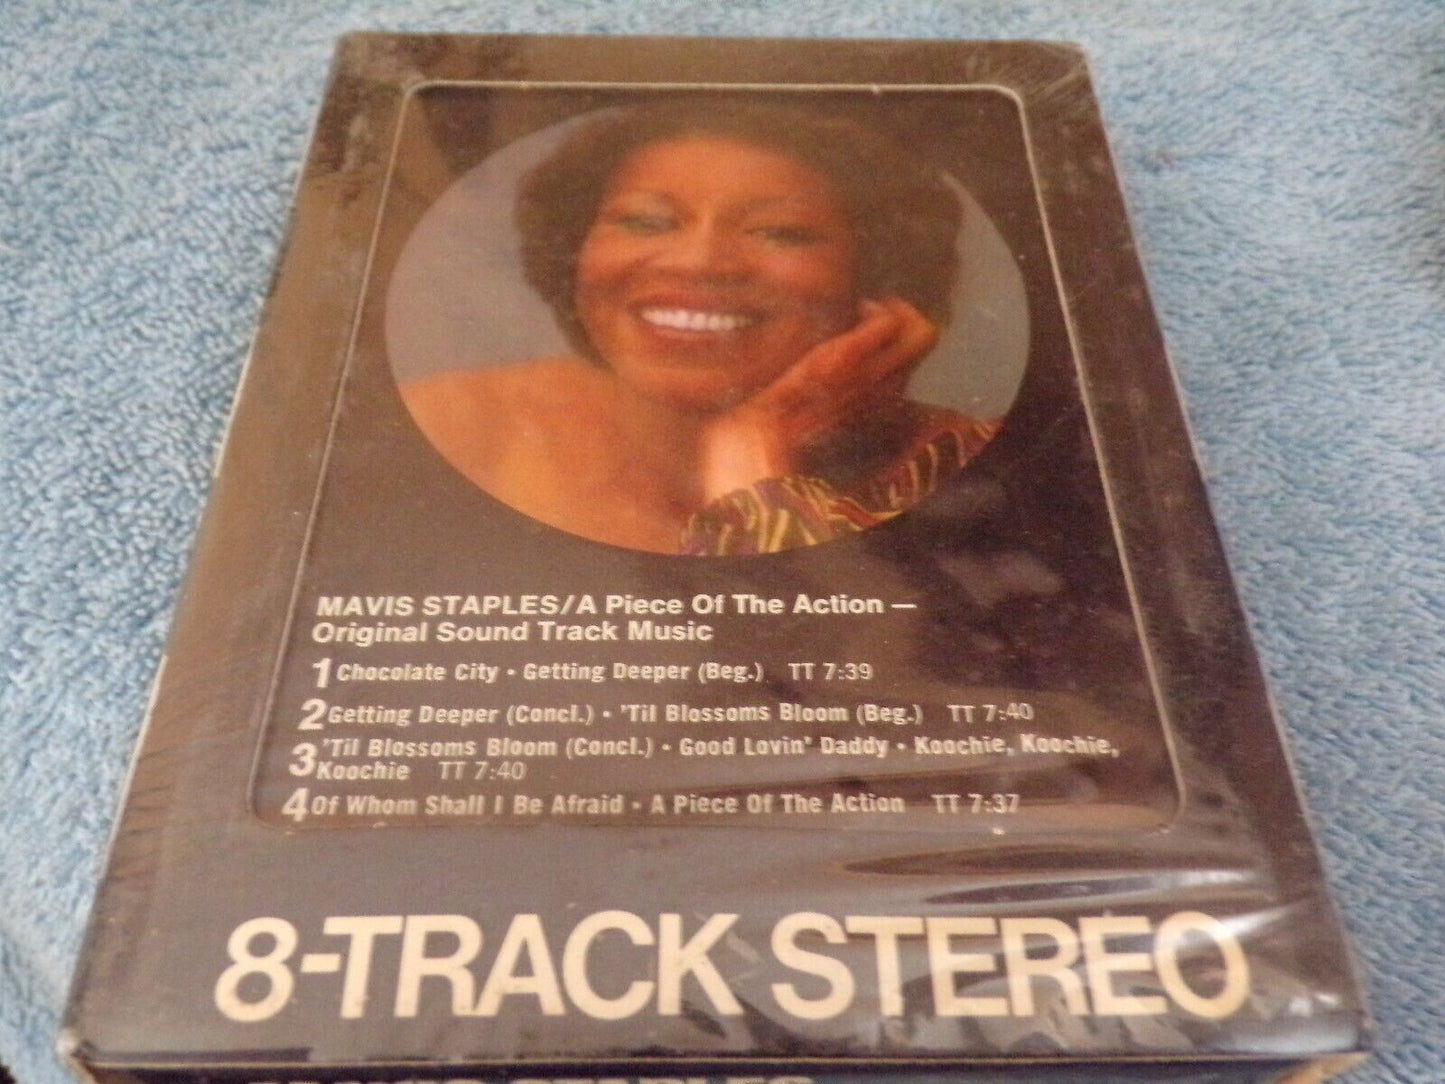 MAVIS STAPLES/A Piece Of The Action —
Original Sound Track Music
1 Chocolate City • Getting Deeper (Beg.) TT 7:39
2 Getting Deeper (Concl.) • 'Til Blossoms Bloom (Beg.) TT 7:40
3 'Til Blossoms Bloom (Concl.) • Good Lovin' Daddy • Koochie, Koochie,
Koochie TT 7:40
4 Of Whom Shall I Be Afraid • A Piece Of The Action TT 7:37
8-TRACK STEREO
MAVIS STAPLES